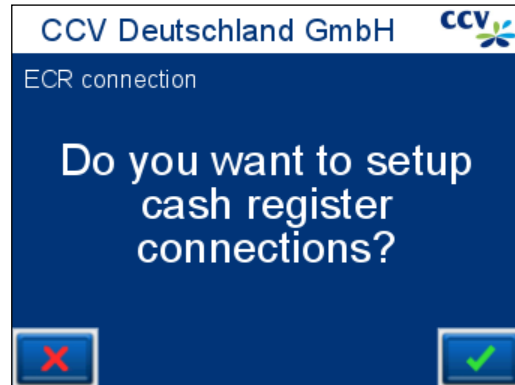 CCV Deutschland GmbH
CCV
ECR connection
Do you want to setup
cash register
connections?